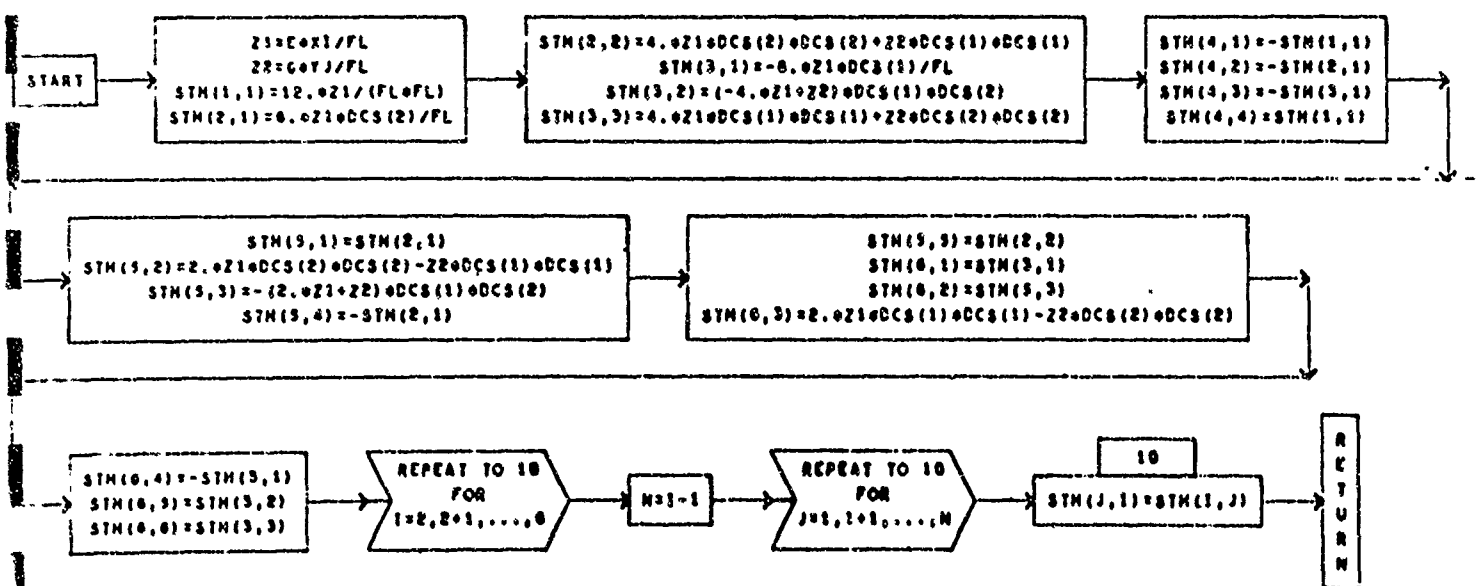 START
Z1=E*XI/FL
Z2=G*YJ/FL
STM(1,1)=12.*Z1/(FL*FL)
STM(2,1)=6.*Z1*DCS(2)/FL
STM(2,2)=4.*Z1*DCS(2)*DCS(2)+Z2*DCS(1)*DCS(1)
STM(3,1)=-6.*Z1*DCS(1)/FL
STM(3,2)=(-4.*Z1+Z2)*DCS(1)*DCS(2)
STM(3,3)=4.*Z1*DCS(1)*DCS(1)+Z2*DCS(2)*DCS(2)
STM(4,1)=-STM(1,1)
STM(4,2)=-STM(2,1)
STM(4,3)=-STM(3,1)
STM(4,4)=STM(1,1)
STM(5,1)=STM(2,1)
STM(5,2)=2.*Z1*DCS(2)*DCS(2)-Z2*DCS(1)*DCS(1)
STM(5,3)=-(2.*Z1+Z2)*DCS(1)*DCS(2)
STM(5,4)=-STM(2,1)
STM(5,5)=STM(2,2)
STM(6,1)=STM(3,1)
STM(6,2)=STM(5,3)
STM(6,3)=2.*Z1*DCS(1)*DCS(1)-Z2*DCS(2)*DCS(2)
STM(6,4)=-STM(3,1)
STM(6,5)=STM(3,2)
STM(6,6)=STM(3,3)
REPEAT TO 10
FOR
I=2,2+1,...,6
N=I-1
REPEAT TO 10
FOR
J=1,1+1,...,N
10
STM(J,I)=STM(I,J)
RETURN